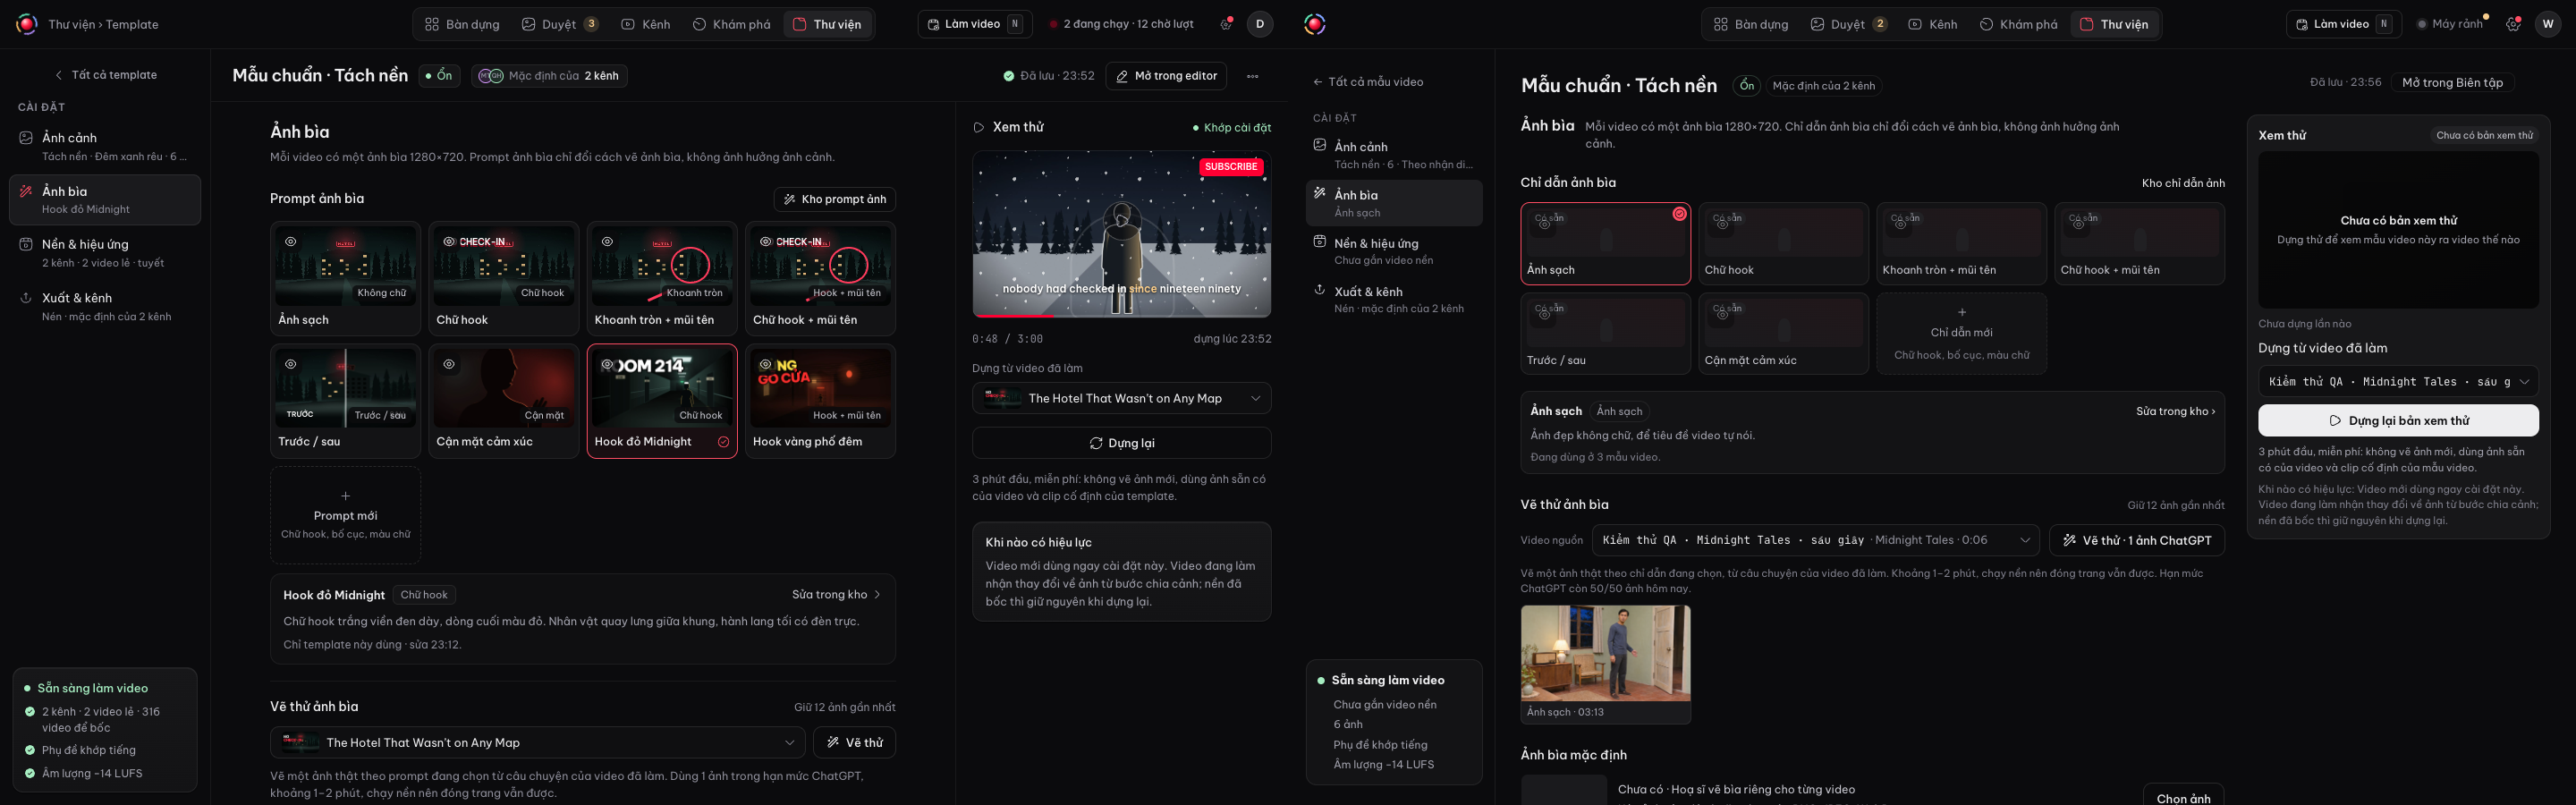 Thư viện › Template
Bàn dựng
Duyệt 3
Kênh
Khám phá
Thư viện
Làm video N
2 đang chạy · 12 chờ lượt
D
Tất cả template
CÀI ĐẶT
Ảnh cảnh
Tách nền · Đêm xanh rêu · 6 ...
Ảnh bìa
Hook đỏ Midnight
Nền & hiệu ứng
2 kênh · 2 video lẻ · tuyết
Xuất & kênh
Nén · mặc định của 2 kênh
Sẵn sàng làm video
2 kênh · 2 video lẻ · 316
video để bốc
Phụ đề khớp tiếng
Âm lượng -14 LUFS
Mẫu chuẩn · Tách nền
Ổn
Mặc định của 2 kênh
Đã lưu · 23:52
Mở trong editor
Ảnh bìa
Mỗi video có một ảnh bìa 1280×720. Prompt ảnh bìa chỉ đổi cách vẽ ảnh bìa, không ảnh hưởng ảnh cảnh.
Prompt ảnh bìa
Kho prompt ảnh
Không chữ
Ảnh sạch
CHECK-IN...
Chữ hook
Chữ hook
Khoanh tròn
Khoanh tròn + mũi tên
CHECK-IN...
Hook + mũi tên
Chữ hook + mũi tên
TRƯỚC
Trước / sau
Trước / sau
Cận mặt
Cận mặt cảm xúc
ROOM 214
Chữ hook
Hook đỏ Midnight
GÕ CỬA
Hook + mũi tên
Hook vàng phố đêm
Prompt mới
Chữ hook, bố cục, màu chữ
Hook đỏ Midnight
Chữ hook
Sửa trong kho
Chữ hook trắng viền đen dày, dòng cuối màu đỏ. Nhân vật quay lưng giữa khung, hành lang tối có đèn trực.
Chỉ template này dùng · sửa 23:12.
Vẽ thử ảnh bìa
Giữ 12 ảnh gần nhất
The Hotel That Wasn't on Any Map
Vẽ thử
Vẽ một ảnh thật theo prompt đang chọn từ câu chuyện của video đã làm. Dùng 1 ảnh trong hạn mức ChatGPT,
khoảng 1–2 phút, chạy nền nên đóng trang vẫn được.
Xem thử
Khớp cài đặt
SUBSCRIBE
nobody had checked in since nineteen ninety
0:48 / 3:00
dựng lúc 23:52
Dựng từ video đã làm
The Hotel That Wasn't on Any Map
Dựng lại
3 phút đầu, miễn phí: không vẽ ảnh mới, dùng ảnh sẵn có
của video và clip cố định của template.
Khi nào có hiệu lực
Video mới dùng ngay cài đặt này. Video đang làm
nhận thay đổi về ảnh từ bước chia cảnh; nền đã
bốc thì giữ nguyên khi dựng lại.
Bàn dựng
Duyệt 2
Kênh
Khám phá
Thư viện
Làm video N
Máy rảnh
W
← Tất cả mẫu video
CÀI ĐẶT
Ảnh cảnh
Tách nền · 6 · Theo nhận di...
Ảnh bìa
Ảnh sạch
Nền & hiệu ứng
Chưa gắn video nền
Xuất & kênh
Nén · mặc định của 2 kênh
Sẵn sàng làm video
Chưa gắn video nền
6 ảnh
Phụ đề khớp tiếng
Âm lượng -14 LUFS
Mẫu chuẩn · Tách nền
Ổn
Mặc định của 2 kênh
Đã lưu · 23:56
Mở trong Biên tập
Ảnh bìa
Mỗi video có một ảnh bìa 1280×720. Chỉ dẫn ảnh bìa chỉ đổi cách vẽ ảnh bìa, không ảnh hưởng ảnh
cảnh.
Chỉ dẫn ảnh bìa
Kho chỉ dẫn ảnh
Có sẵn
Ảnh sạch
Có sẵn
Chữ hook
Có sẵn
Khoanh tròn + mũi tên
Có sẵn
Chữ hook + mũi tên
Có sẵn
Trước / sau
Có sẵn
Cận mặt cảm xúc
Chỉ dẫn mới
Chữ hook, bố cục, màu chữ
Ảnh sạch
Ảnh sạch
Sửa trong kho ›
Ảnh đẹp không chữ, để tiêu đề video tự nói.
Đang dùng ở 3 mẫu video.
Vẽ thử ảnh bìa
Giữ 12 ảnh gần nhất
Video nguồn
Kiểm thử QA · Midnight Tales · sáu giây · Midnight Tales · 0:06
Vẽ thử · 1 ảnh ChatGPT
Vẽ một ảnh thật theo chỉ dẫn đang chọn, từ câu chuyện của video đã làm. Khoảng 1–2 phút, chạy nền nên đóng trang vẫn được. Hạn mức
ChatGPT còn 50/50 ảnh hôm nay.
Ảnh sạch · 03:13
Ảnh bìa mặc định
Chưa có · Hoạ sĩ vẽ bìa riêng cho từng video
Chọn ảnh
Xem thử
Chưa có bản xem thử
Chưa có bản xem thử
Dựng thử để xem mẫu video này ra video thế nào
Chưa dựng lần nào
Dựng từ video đã làm
Kiểm thử QA · Midnight Tales · sáu g
Dựng lại bản xem thử
3 phút đầu, miễn phí: không vẽ ảnh mới, dùng ảnh sẵn
có của video và clip cố định của mẫu video.
Khi nào có hiệu lực: Video mới dùng ngay cài đặt này.
Video đang làm nhận thay đổi về ảnh từ bước chia cảnh;
nền đã bốc thì giữ nguyên khi dựng lại.